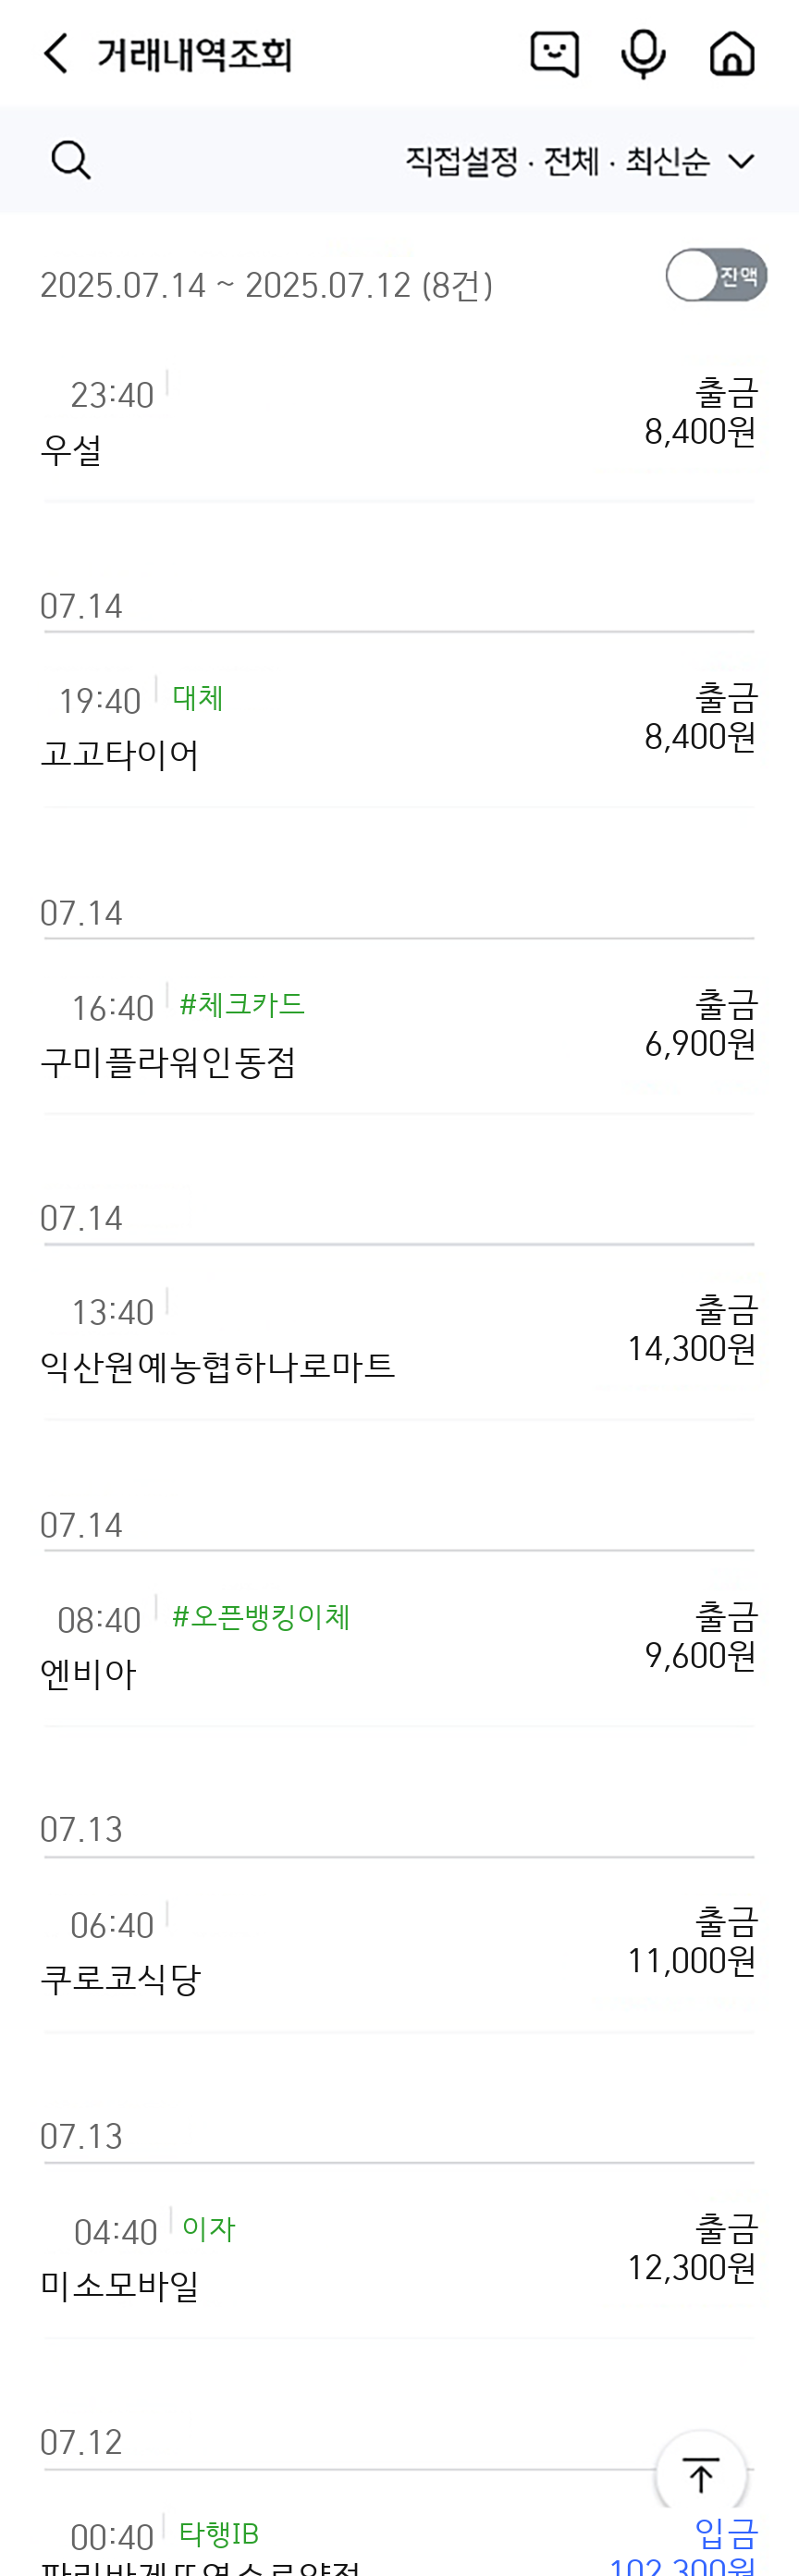 거래내역조회
직접설정 · 전체 · 최신순
2025.07.14 ~ 2025.07.12 (8건)
잔액
23:40
출금
우설
8,400원
07.14
19:40 대체
출금
고고타이어
8,400원
07.14
16:40 #체크카드
출금
구미플라워인동점
6,900원
07.14
13:40
출금
익산원예농협하나로마트
14,300원
07.14
08:40 #오픈뱅킹이체
출금
엔비아
9,600원
07.13
06:40
출금
쿠로코식당
11,000원
07.13
04:40 이자
출금
미소모바일
12,300원
07.12
00:40 타행IB
입금
102,300원